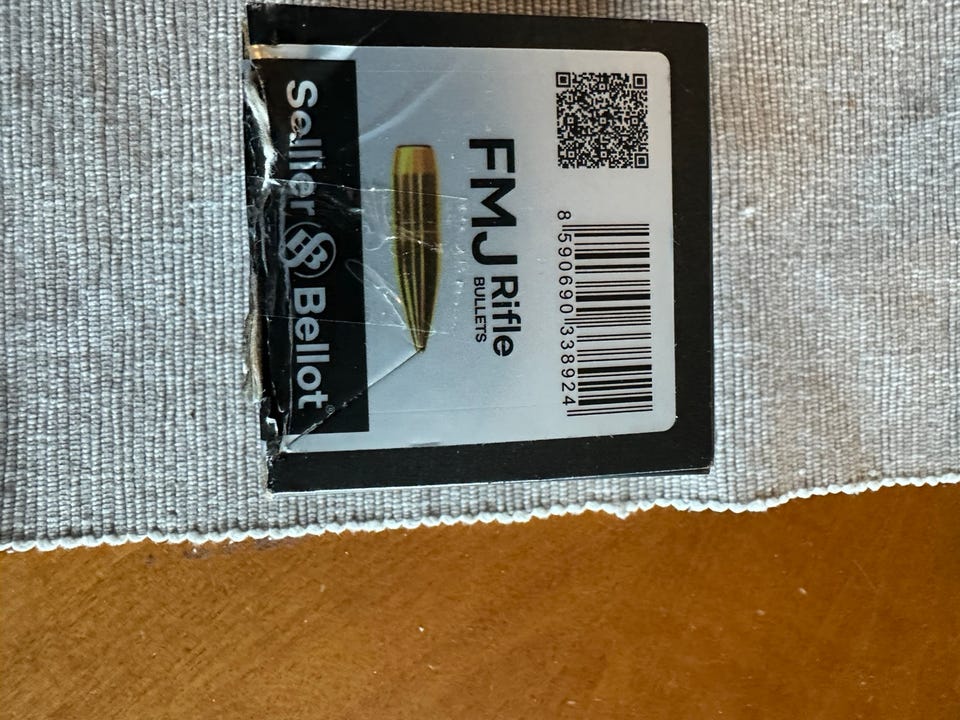 Sellier & Bellot®
FMJ Rifle
BULLETS
8 590690 338924